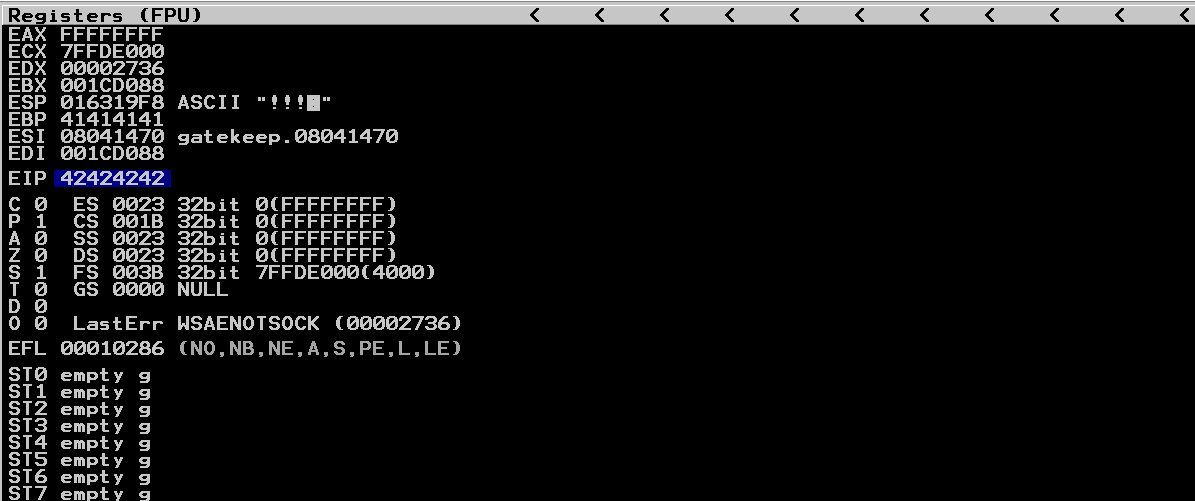 Registers (FPU) < < < < < < < < < < <
EAX FFFFFFFF
ECX 7FFDE000
EDX 00002736
EBX 001CD088
ESP 016319F8 ASCII "!!!"
EBP 41414141
ESI 08041470 gatekeep.08041470
EDI 001CD088
EIP 42424242
C 0 ES 0023 32bit 0(FFFFFFFF)
P 1 CS 001B 32bit 0(FFFFFFFF)
A 0 SS 0023 32bit 0(FFFFFFFF)
Z 0 DS 0023 32bit 0(FFFFFFFF)
S 1 FS 003B 32bit 7FFDE000(4000)
T 0 GS 0000 NULL
D 0
O 0 LastErr WSAENOTSOCK (00002736)
EFL 00010286 (NO,NB,NE,A,S,PE,L,LE)
ST0 empty g
ST1 empty g
ST2 empty g
ST3 empty g
ST4 empty g
ST5 empty g
ST6 empty g
ST7 empty g